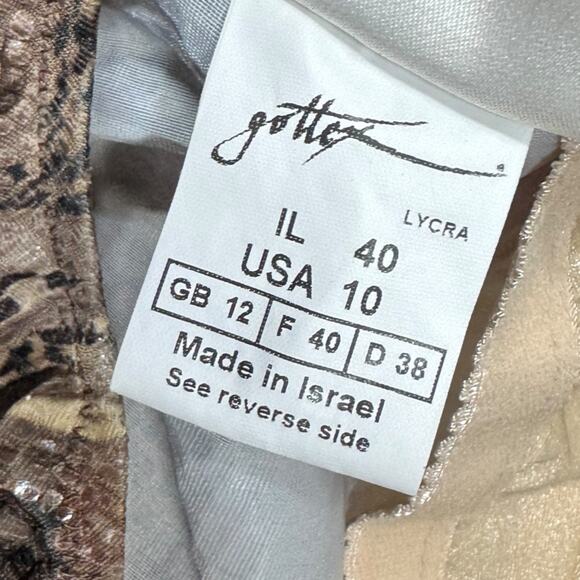 gottex
LYCRA
IL 40
USA 10
GB 12 F 40 D 38
Made in Israel
See reverse side